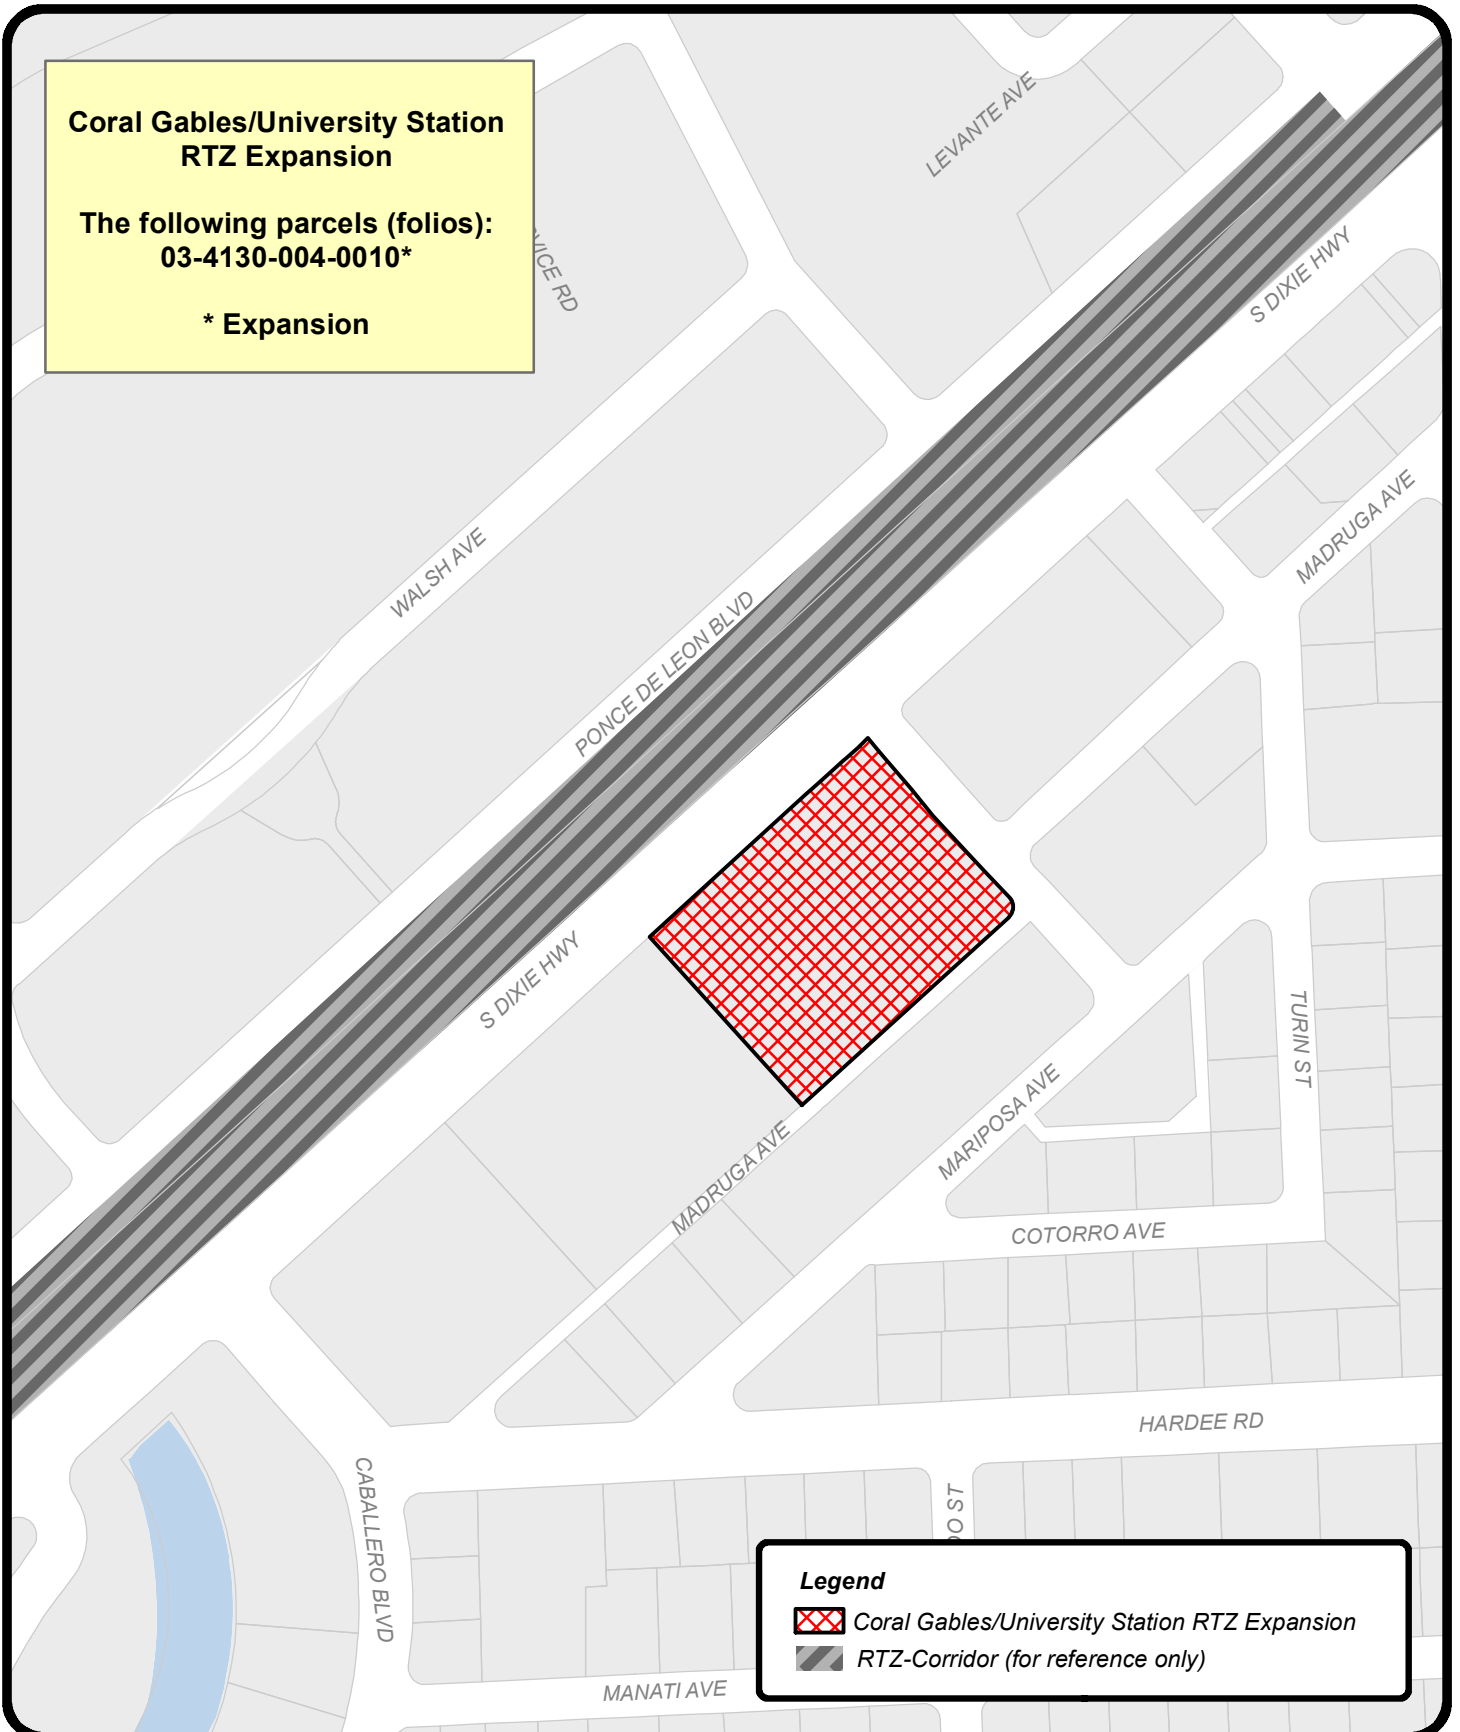 Coral Gables/University Station
RTZ Expansion
The following parcels (folios):
03-4130-004-0010*
* Expansion
RD
LEVANTE AVE
S DIXIE HWY
WALSH AVE
MADRUGA AVE
PONCE DE LEON BLVD
S DIXIE HWY
TURIN ST
MARIPOSA AVE
MADRUGA AVE
COTORRO AVE
HARDEE RD
CABALLERO BLVD
ST
MANATI AVE
Legend
Coral Gables/University Station RTZ Expansion
RTZ-Corridor (for reference only)